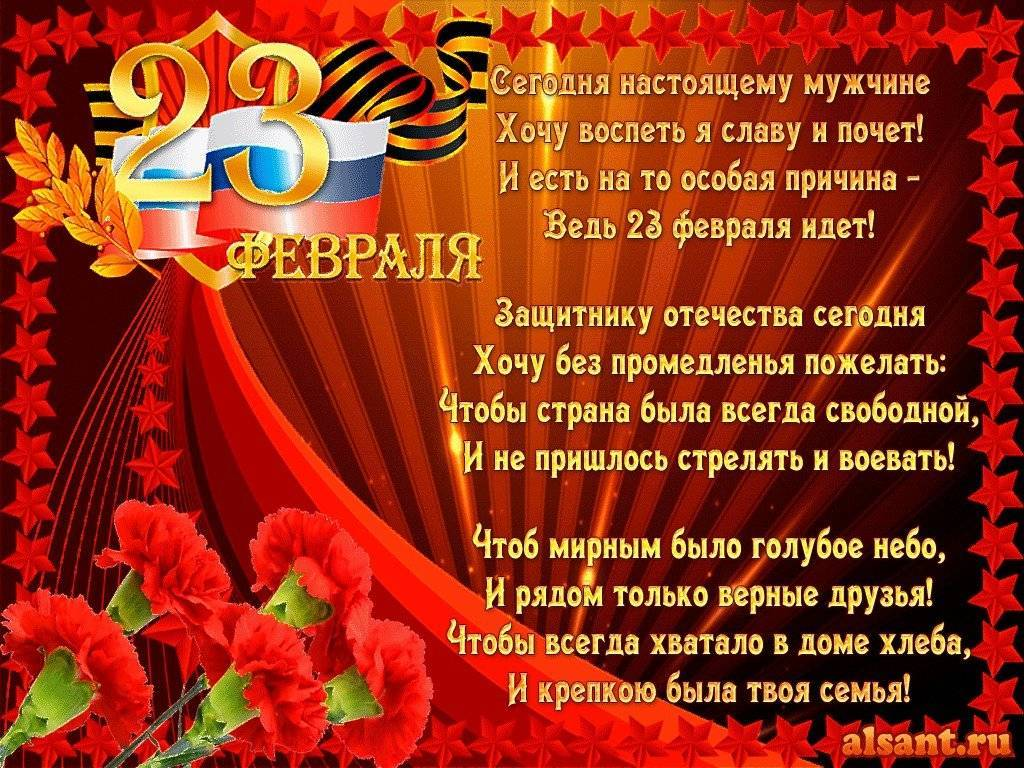 23
ФЕВРАЛЯ
Сегодня настоящему мужчине
Хочу воспеть я славу и почет!
И есть на то особая причина -
Ведь 23 февраля идет!
Защитнику отечества сегодня
Хочу без промедленья пожелать:
Чтобы страна была всегда свободной,
И не пришлось стрелять и воевать!
Чтоб мирным было голубое небо,
И рядом только верные друзья!
Чтобы всегда хватало в доме хлеба,
И крепкою была твоя семья!
alsant.ru